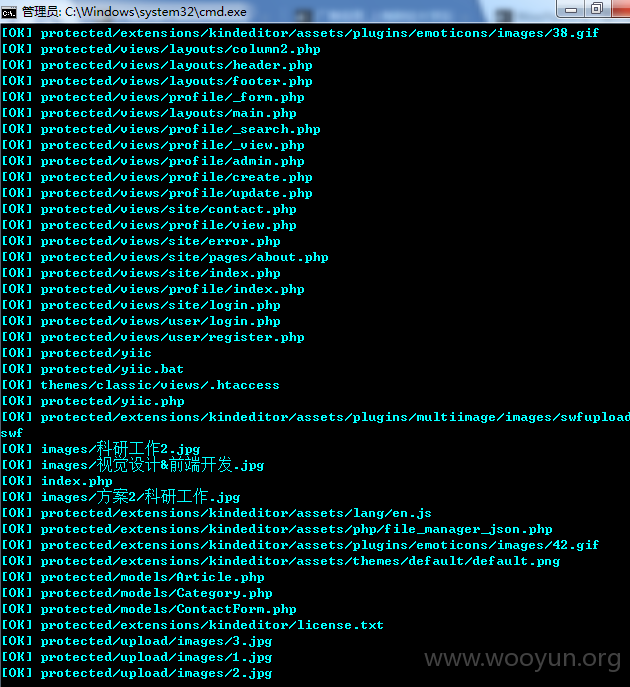 管理员: C:\Windows\system32\cmd.exe
[OK] protected/extensions/kindeditor/assets/plugins/emoticons/images/38.gif
[OK] protected/views/layouts/column2.php
[OK] protected/views/layouts/header.php
[OK] protected/views/layouts/footer.php
[OK] protected/views/profile/_form.php
[OK] protected/views/layouts/main.php
[OK] protected/views/profile/_search.php
[OK] protected/views/profile/_view.php
[OK] protected/views/profile/admin.php
[OK] protected/views/profile/create.php
[OK] protected/views/profile/update.php
[OK] protected/views/site/contact.php
[OK] protected/views/profile/view.php
[OK] protected/views/site/error.php
[OK] protected/views/site/pages/about.php
[OK] protected/views/site/index.php
[OK] protected/views/profile/index.php
[OK] protected/views/site/login.php
[OK] protected/views/user/login.php
[OK] protected/views/user/register.php
[OK] protected/yiic
[OK] protected/yiic.bat
[OK] themes/classic/views/.htaccess
[OK] protected/yiic.php
[OK] protected/extensions/kindeditor/assets/plugins/multiimage/images/swfupload
swf
[OK] images/科研工作2.jpg
[OK] images/视觉设计&前端开发.jpg
[OK] index.php
[OK] images/方案2/科研工作.jpg
[OK] protected/extensions/kindeditor/assets/lang/en.js
[OK] protected/extensions/kindeditor/assets/php/file_manager_json.php
[OK] protected/extensions/kindeditor/assets/plugins/emoticons/images/42.gif
[OK] protected/extensions/kindeditor/assets/themes/default/default.png
[OK] protected/models/Article.php
[OK] protected/models/Category.php
[OK] protected/models/ContactForm.php
[OK] protected/extensions/kindeditor/license.txt
[OK] protected/upload/images/3.jpg
[OK] protected/upload/images/1.jpg
[OK] protected/upload/images/2.jpg
www.wooyun.org